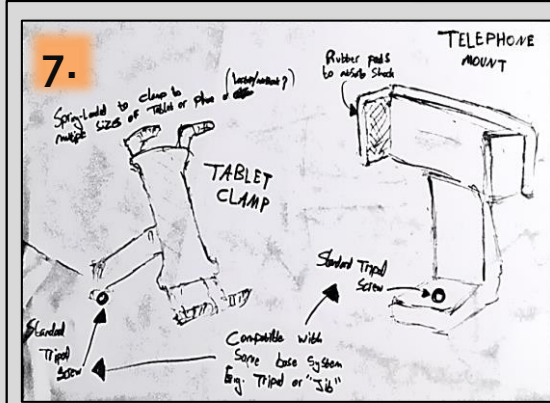 7.
TELEPHONE
MOUNT
Rubber pads
to absorb shock
Spring-Loaded to clamp to
multiple sizes of Tablet or phone
TABLET
CLAMP
Standard Tripod
Screw
Standard
Tripod
Screw
Compatible with
Same base system
Eg. Tripod or "Jib"